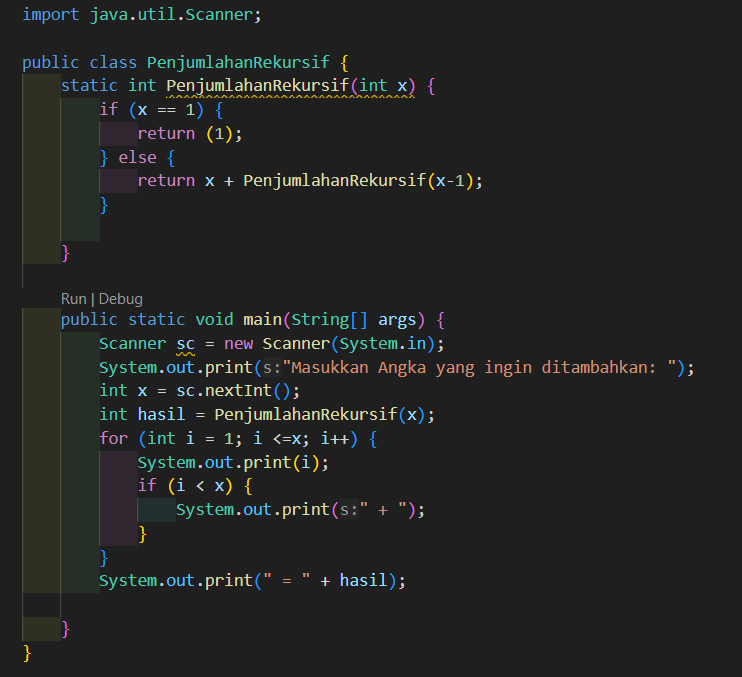 import java.util.Scanner;
public class PenjumlahanRekursif {
static int PenjumlahanRekursif(int x) {
if (x == 1) {
return (1);
} else {
return x + PenjumlahanRekursif(x-1);
}
}
Run | Debug
public static void main(String[] args) {
Scanner sc = new Scanner(System.in);
System.out.print(s:"Masukkan Angka yang ingin ditambahkan: ");
int x = sc.nextInt();
int hasil = PenjumlahanRekursif(x);
for (int i = 1; i <=x; i++) {
System.out.print(i);
if (i < x) {
System.out.print(s:" + ");
}
}
System.out.print(" = " + hasil);
}
}